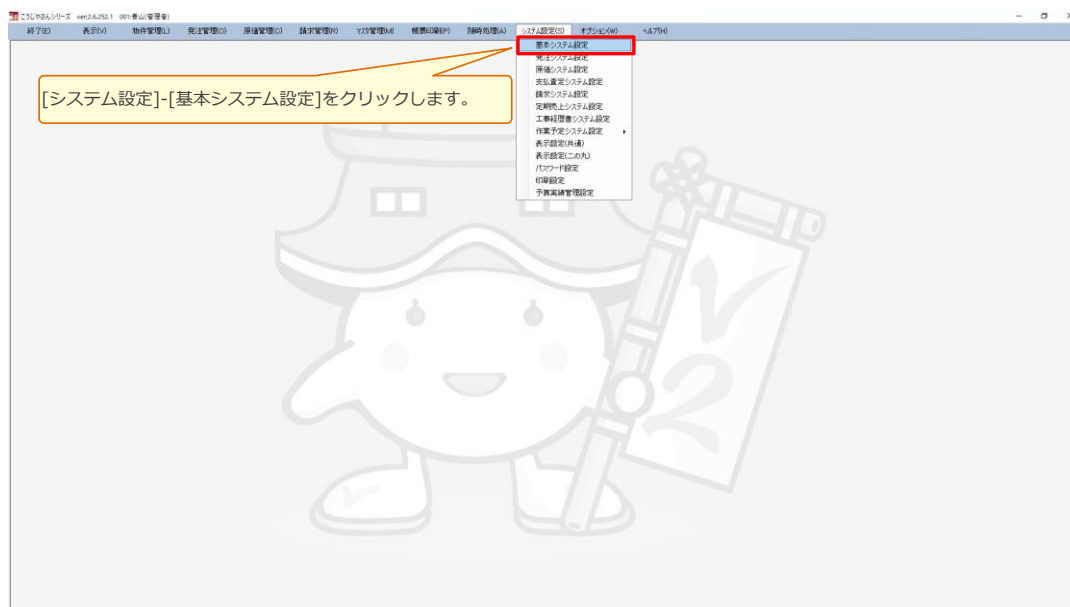 こうじやさんシリーズ ver.2.6.252.1 001:青山(管理者)
終了(E) 表示(V) 物件管理(L) 発注管理(O) 原価管理(C) 請求管理(R) マスタ管理(M) 帳票印刷(P) 随時処理(A) システム設定(S) オプション(W) ヘルプ(H)
基本システム設定
発注システム設定
原価システム設定
支払査定システム設定
請求システム設定
定期売上システム設定
工事経歴書システム設定
作業予定システム設定
表示設定(共通)
表示設定(二の丸)
パスワード設定
印刷設定
予算実績管理設定
[システム設定]-[基本システム設定]をクリックします。
V2